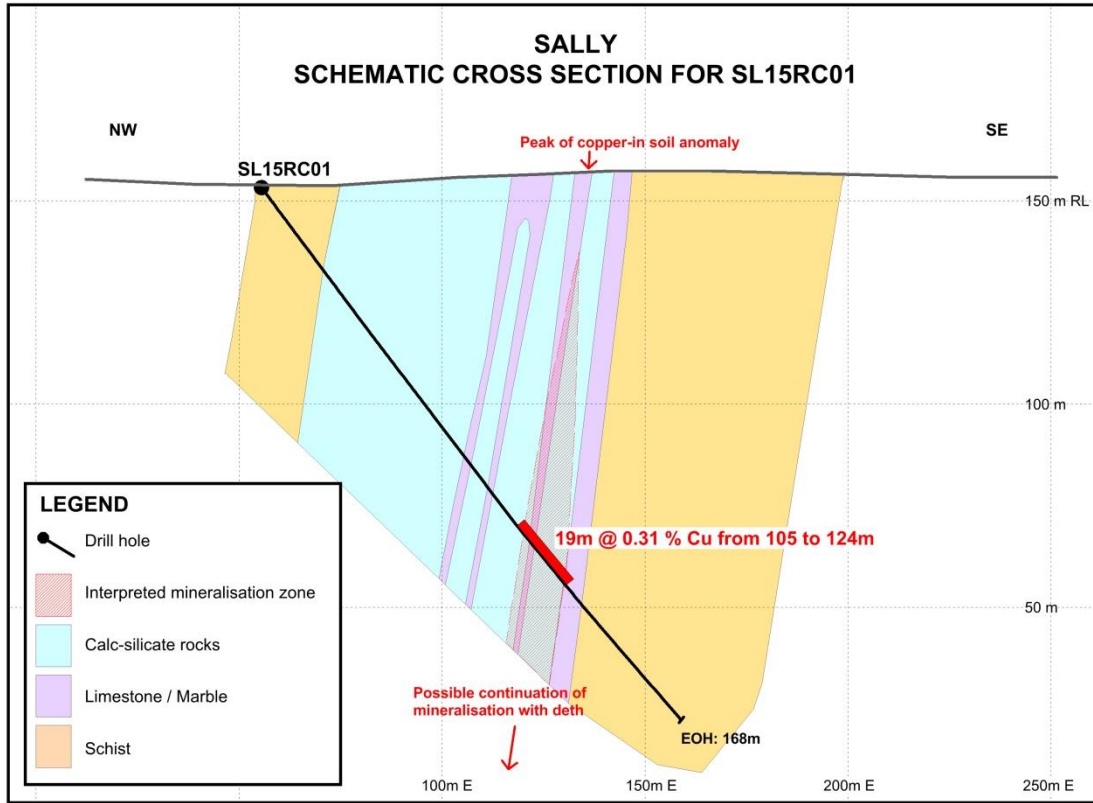 SALLY
SCHEMATIC CROSS SECTION FOR SL15RC01
NW
Peak of copper-in soil anomaly
SE
SL15RC01
150 m RL
100 m
19m @ 0.31 % Cu from 105 to 124m
50 m
LEGEND
Drill hole
Interpreted mineralisation zone
Calc-silicate rocks
Limestone / Marble
Schist
Possible continuation of
mineralisation with deth
EOH: 168m
100m E
150m E
200m E
250m E